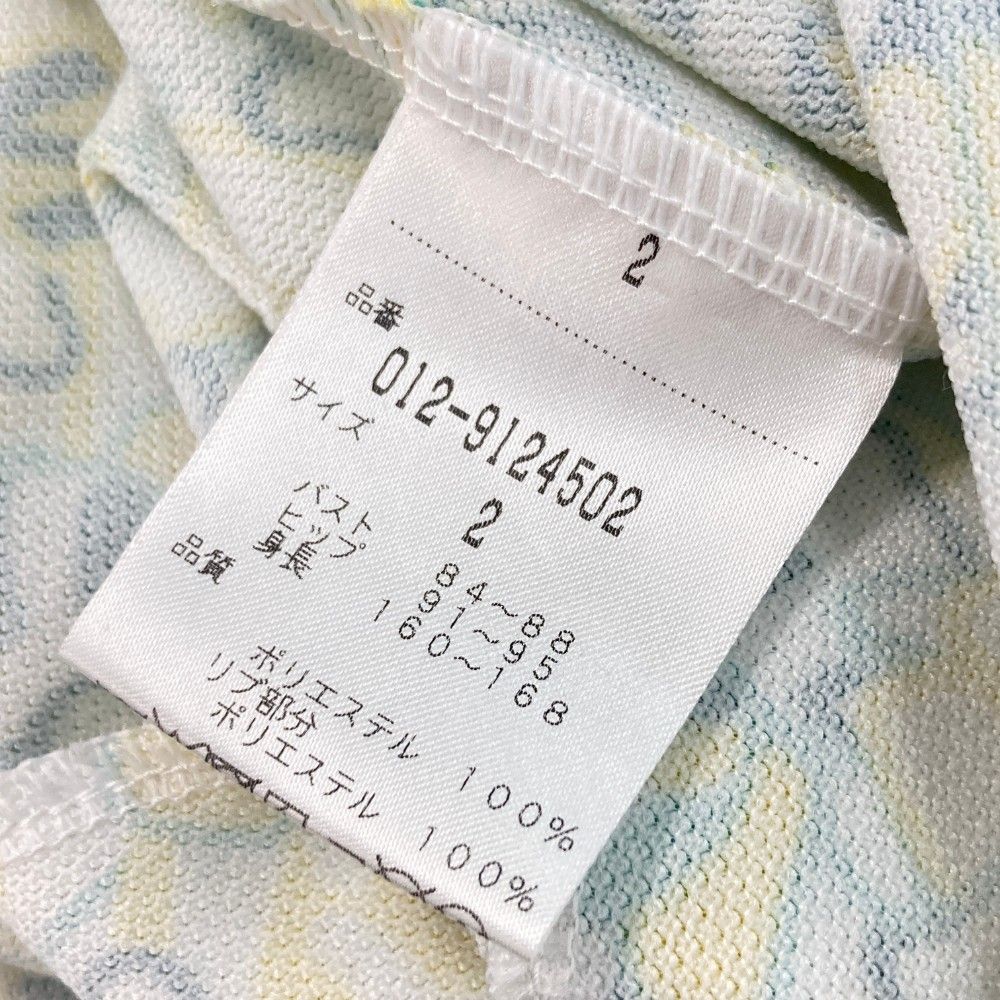 2
品番
012-9124502
サイズ 2
バスト 84～88
ヒップ 91～95
身長 160～168
品質
ポリエステル 100%
リブ部分
ポリエステル 100%